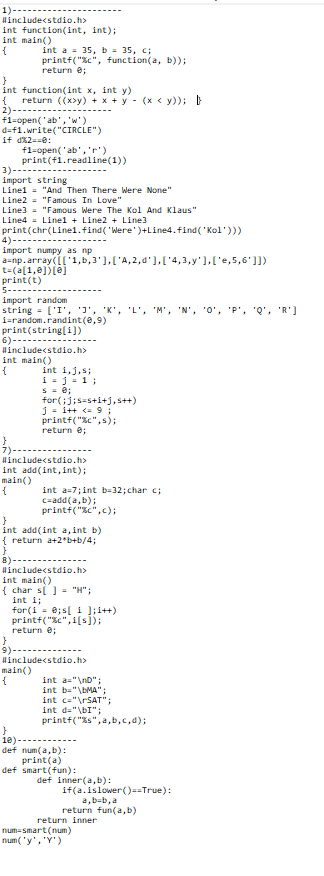 1)-----------------------
#include<stdio.h>
int function(int, int);
int main()
{ int a = 35, b = 35, c;
printf("%c", function(a, b));
return 0;
}
int function(int x, int y)
{ return ((x>y) + x + y - (x < y)); }
2)--------------------
f1=open('ab','w')
d=f1.write("CIRCLE")
if d%2==0:
f1=open('ab','r')
print(f1.readline(1))
3)-------------------
import string
Line1 = "And Then There Were None"
Line2 = "Famous In Love"
Line3 = "Famous Were The Kol And Klaus"
Line4 = Line1 + Line2 + Line3
print(chr(Line1.find('Were')+Line4.find('Kol')))
4)-------------------
import numpy as np
a=np.array([['1,b,3'],['A,2,d'],['4,3,y'],['e,5,6']])
t=(a[1,0])[0]
print(t)
5-------------------
import random
string = ['I', 'J', 'K', 'L', 'M', 'N', 'O', 'P', 'Q', 'R']
i=random.randint(0,9)
print(string[i])
6)-----------------
#include<stdio.h>
int main()
{ int i,j,s;
i = j = 1 ;
s = 0;
for(;j;s=s+i+j,s++)
j = i++ <= 9 ;
printf("%c",s);
return 0;
}
7)----------------
#include<stdio.h>
int add(int,int);
main()
{ int a=7;int b=32;char c;
c=add(a,b);
printf("%c",c);
}
int add(int a,int b)
{ return a+2*b+b/4;
}
8)---------------
#include<stdio.h>
int main()
{ char s[ ] = "H";
int i;
for(i = 0;s[ i ];i++)
printf("%c",i[s]);
return 0;
}
9)--------------
#include<stdio.h>
main()
{ int a="\nD";
int b="\bMA";
int c="\rSAT";
int d="\bI";
printf("%s",a,b,c,d);
}
10)------------
def num(a,b):
print(a)
def smart(fun):
def inner(a,b):
if(a.islower()==True):
a,b=b,a
return fun(a,b)
return inner
num=smart(num)
num('y','Y')